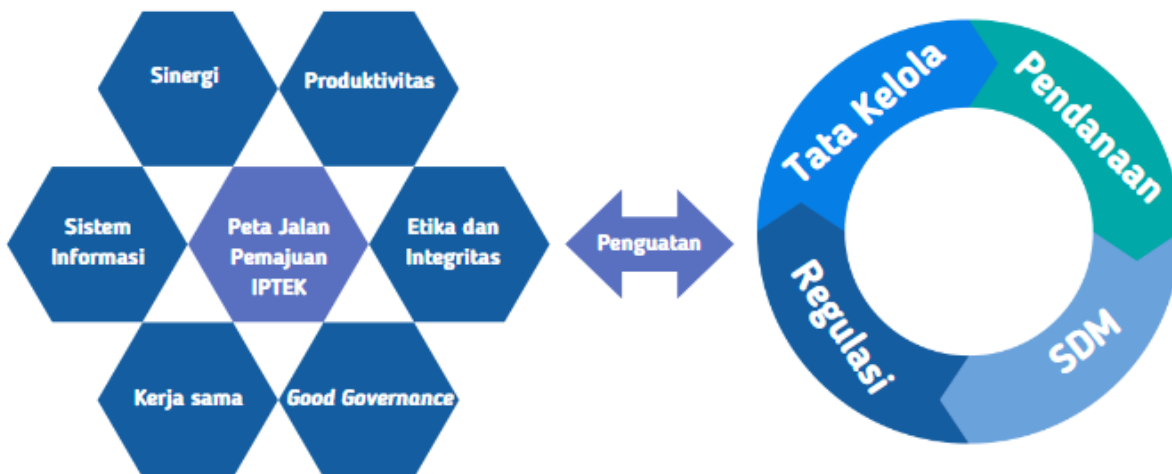 Sinergi
Produktivitas
Sistem
Informasi
Peta Jalan
Pemajuan
IPTEK
Etika dan
Integritas
Kerja sama
Good Governance
Penguatan
Tata Kelola
Pendanaan
Regulasi
SDM